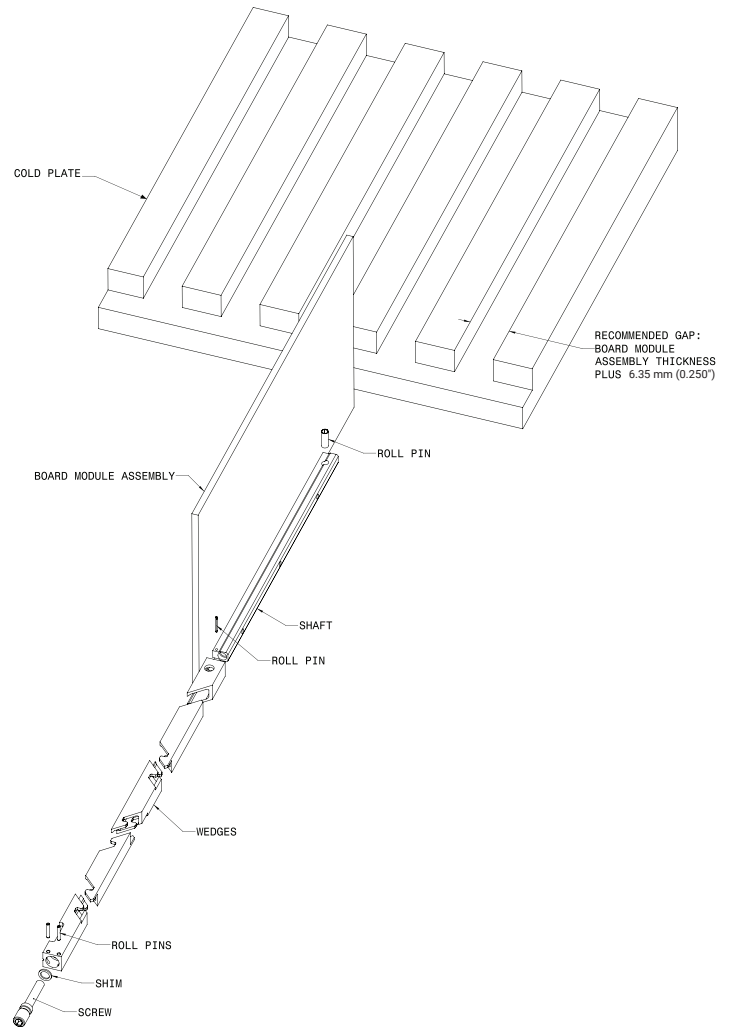 COLD PLATE
RECOMMENDED GAP:
BOARD MODULE
ASSEMBLY THICKNESS
PLUS 6.35 mm (0.250")
ROLL PIN
BOARD MODULE ASSEMBLY
SHAFT
ROLL PIN
WEDGES
ROLL PINS
SHIM
SCREW